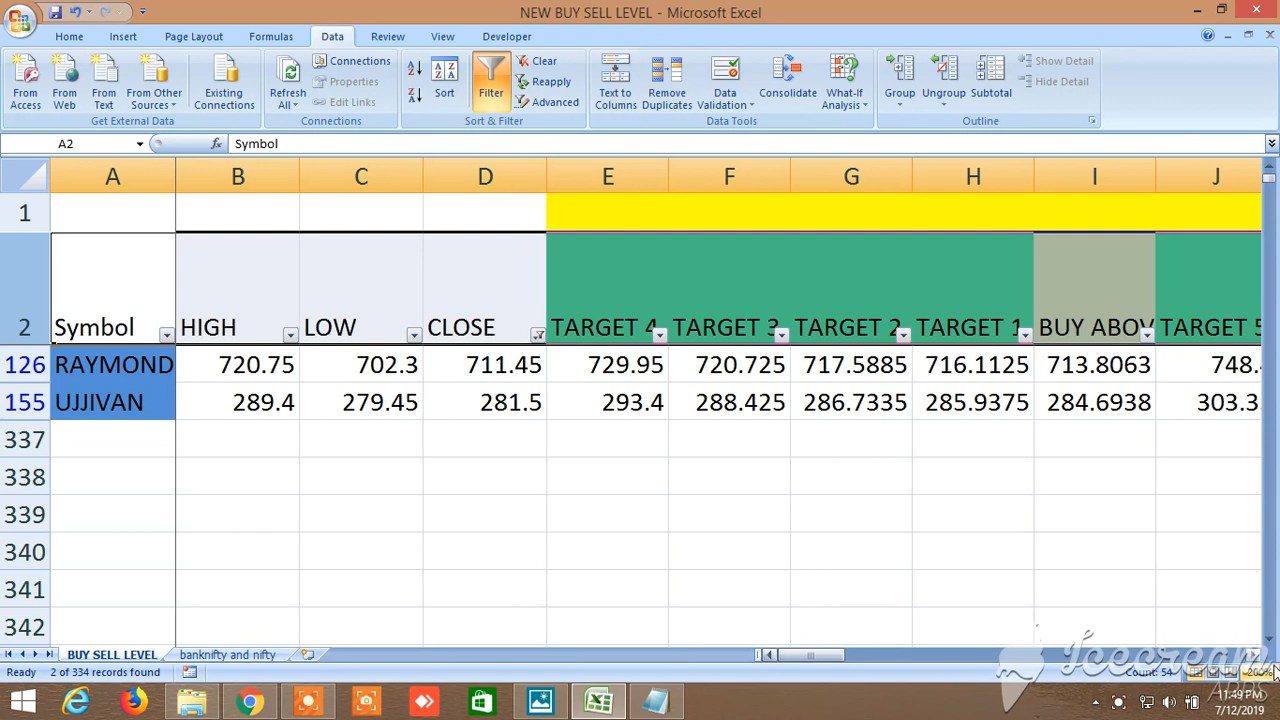 NEW BUY SELL LEVEL - Microsoft Excel
Home Insert Page Layout Formulas Data Review View Developer
From Access
From Web
From Text
From Other Sources
Existing Connections
Get External Data
Refresh All
Connections
Properties
Edit Links
Connections
Sort
Filter
Clear
Reapply
Advanced
Sort & Filter
Text to Columns
Remove Duplicates
Data Validation
Consolidate
What-If Analysis
Data Tools
Group
Ungroup
Subtotal
Show Detail
Hide Detail
Outline
A2 fx Symbol
A B C D E F G H I J
1
2 Symbol HIGH LOW CLOSE TARGET 4 TARGET 3 TARGET 2 TARGET 1 BUY ABOV TARGET 5
126 RAYMOND 720.75 702.3 711.45 729.95 720.725 717.5885 716.1125 713.8063 748.
155 UJJIVAN 289.4 279.45 281.5 293.4 288.425 286.7335 285.9375 284.6938 303.3
337
338
339
340
341
342
BUY SELL LEVEL banknifty and nifty
Ready 2 of 334 records found Count: 54 200%
Icecream
APPS
11:49 PM
7/12/2019